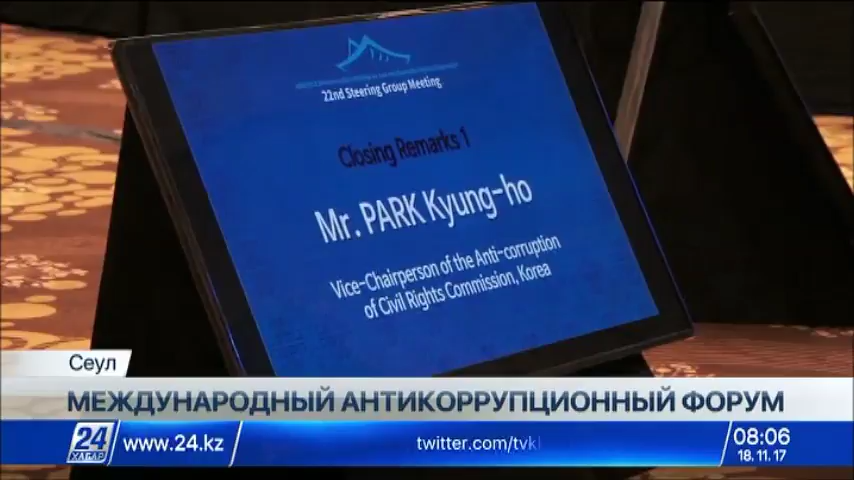 22nd Steering Group Meeting
Closing Remarks 1
Mr. PARK Kyung-ho
Vice-Chairperson of the Anti-corruption
of Civil Rights Commission, Korea
Сеул
МЕЖДУНАРОДНЫЙ АНТИКОРРУПЦИОННЫЙ ФОРУМ
24
ХАБАР
www.24.kz
twitter.com/tvk
08:06
18.11.17